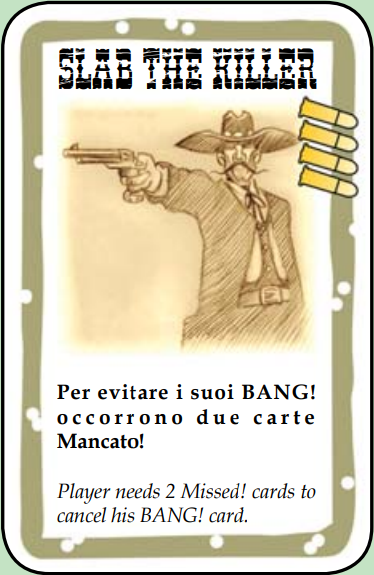 SLAB THE KILLER
Per evitare i suoi BANG!
occorrono due carte
Mancato!
Player needs 2 Missed! cards to
cancel his BANG! card.